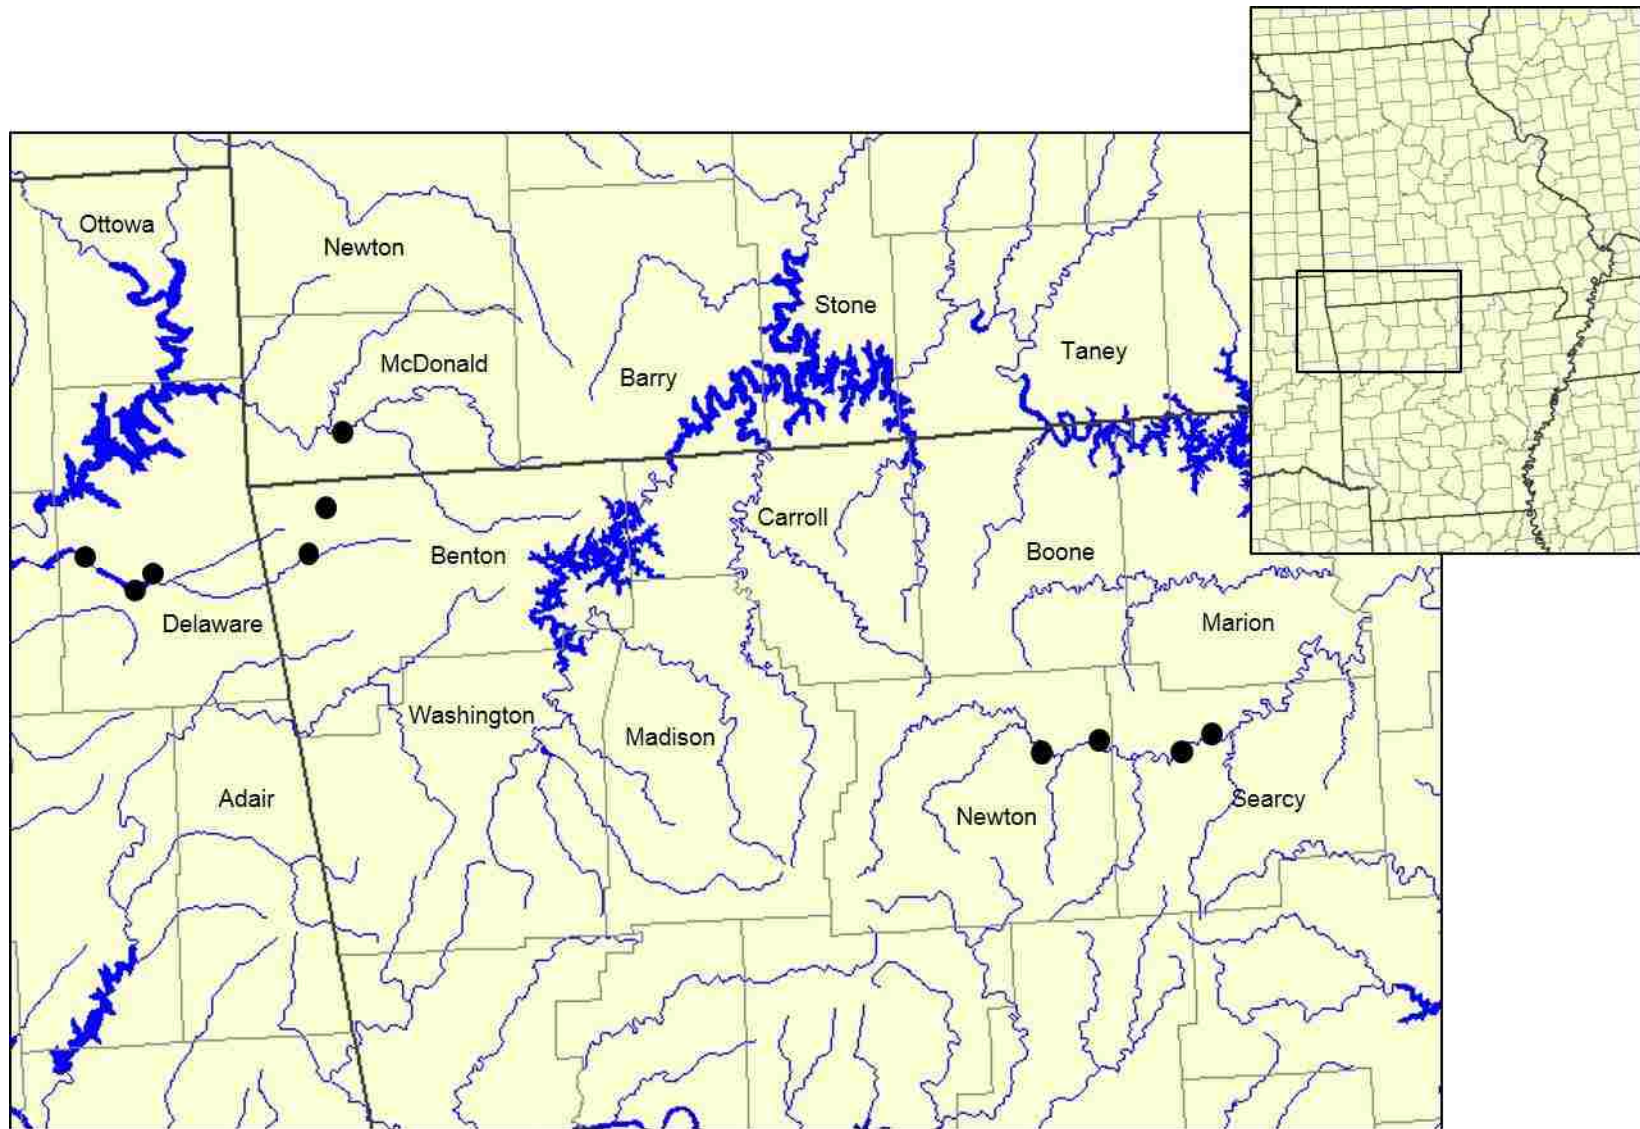 Ottowa
Newton
Stone
McDonald
Taney
Barry
Carroll
Benton
Boone
Delaware
Marion
Washington
Madison
Adair
Newton
Searcy